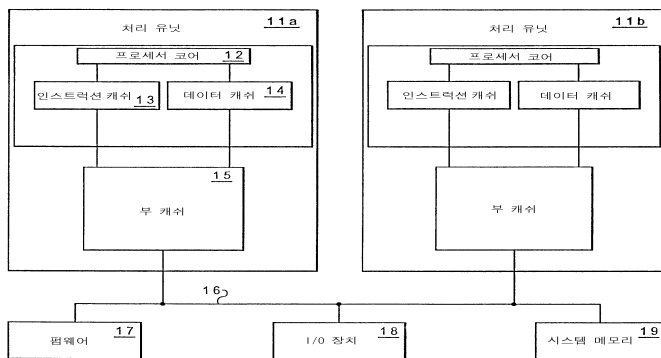 처리 유닛 11a
프로세서 코어 12
인스트럭션 캐쉬 13
데이터 캐쉬 14
15
부 캐쉬
처리 유닛 11b
프로세서 코어
인스트럭션 캐쉬
데이터 캐쉬
부 캐쉬
16
펌웨어 17
I/O 장치 18
시스템 메모리 19